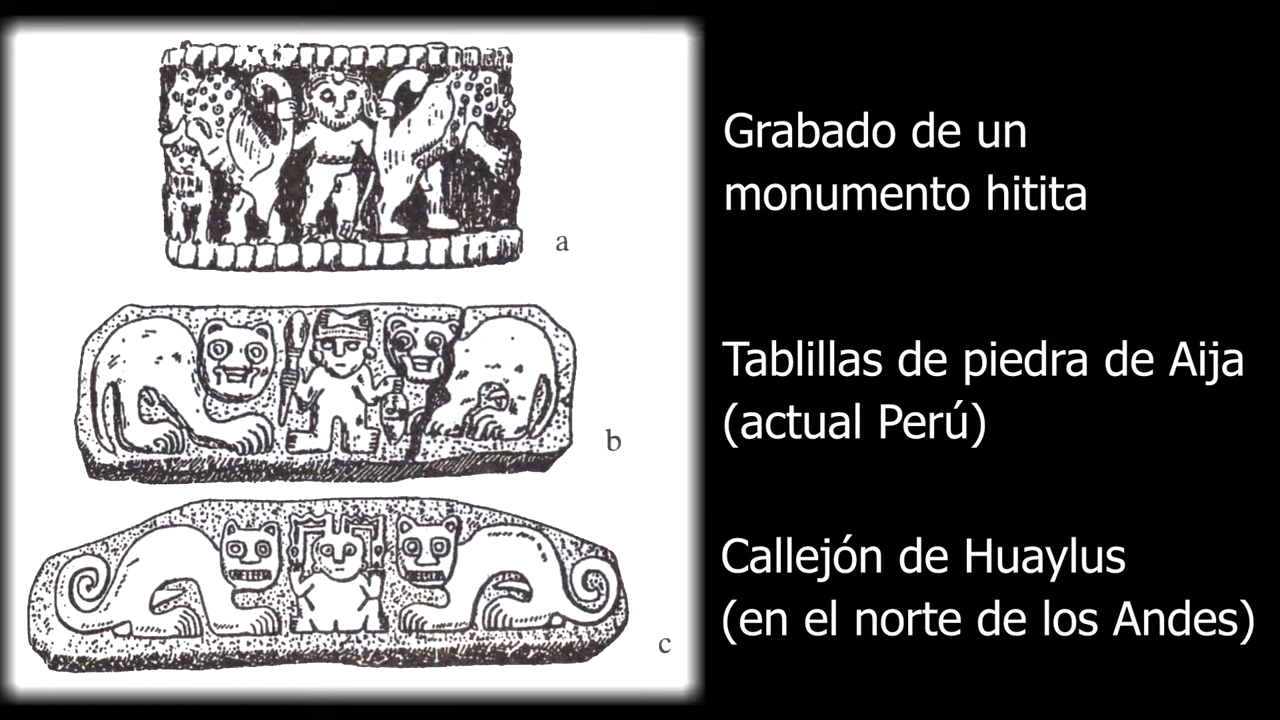 Grabado de un
monumento hitita
a
Tablillas de piedra de Aija
(actual Perú)
b
Callejón de Huaylus
(en el norte de los Andes)
c